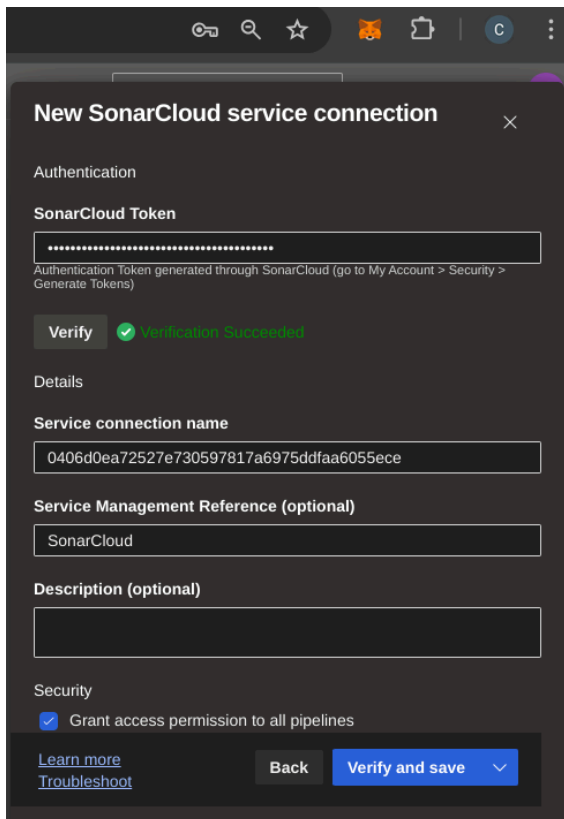 C
New SonarCloud service connection
Authentication
SonarCloud Token
••••••••••••••••••••••••••••••••••••••••
Authentication Token generated through SonarCloud (go to My Account > Security >
Generate Tokens)
Verify Verification Succeeded
Details
Service connection name
0406d0ea72527e730597817a6975ddfaa6055ece
Service Management Reference (optional)
SonarCloud
Description (optional)
Security
Grant access permission to all pipelines
Learn more
Troubleshoot
Back Verify and save